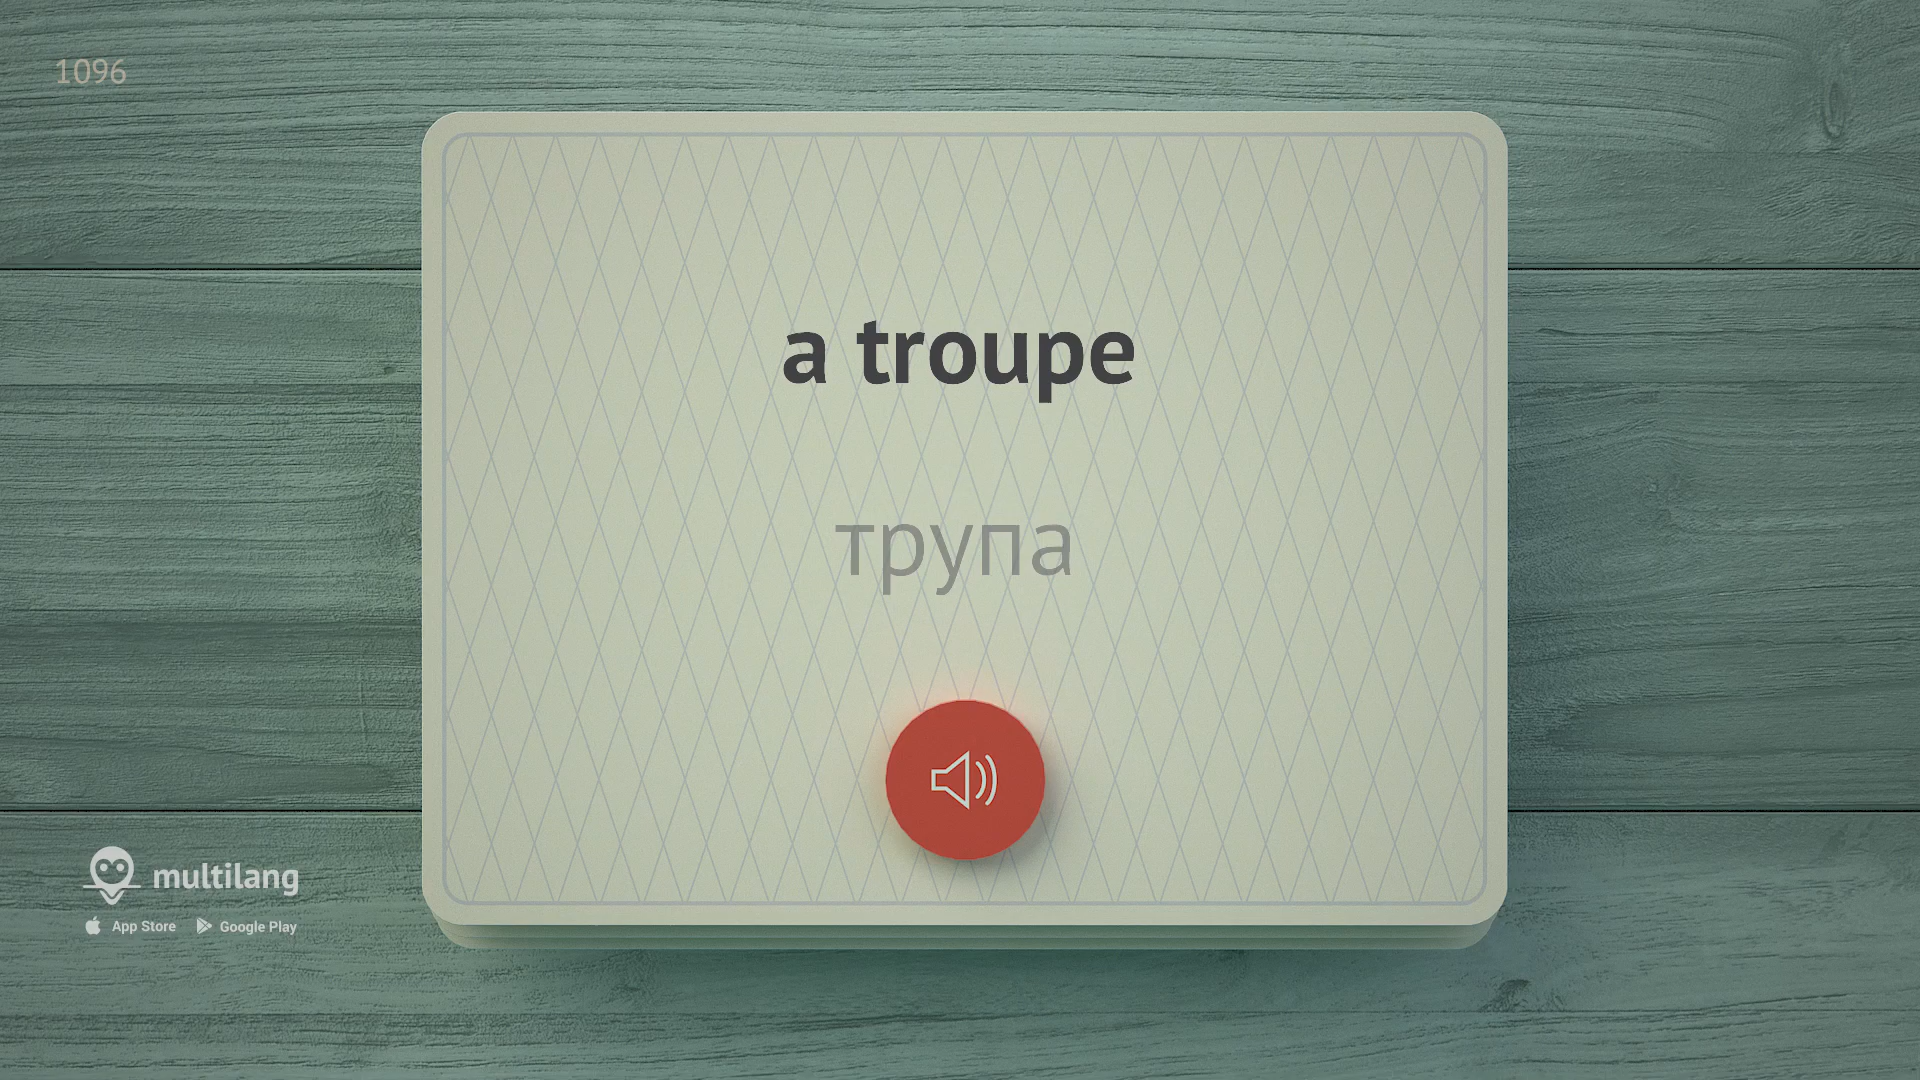 1096
a troupe
трупа
multilang
App Store Google Play